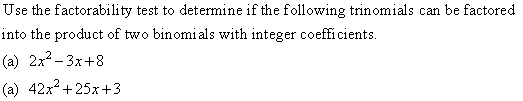 Use the factorability test to determine if the following trinomials can be factored
into the product of two binomials with integer coefficients.
(a) 2x² – 3x + 8
(a) 42x² + 25x + 3